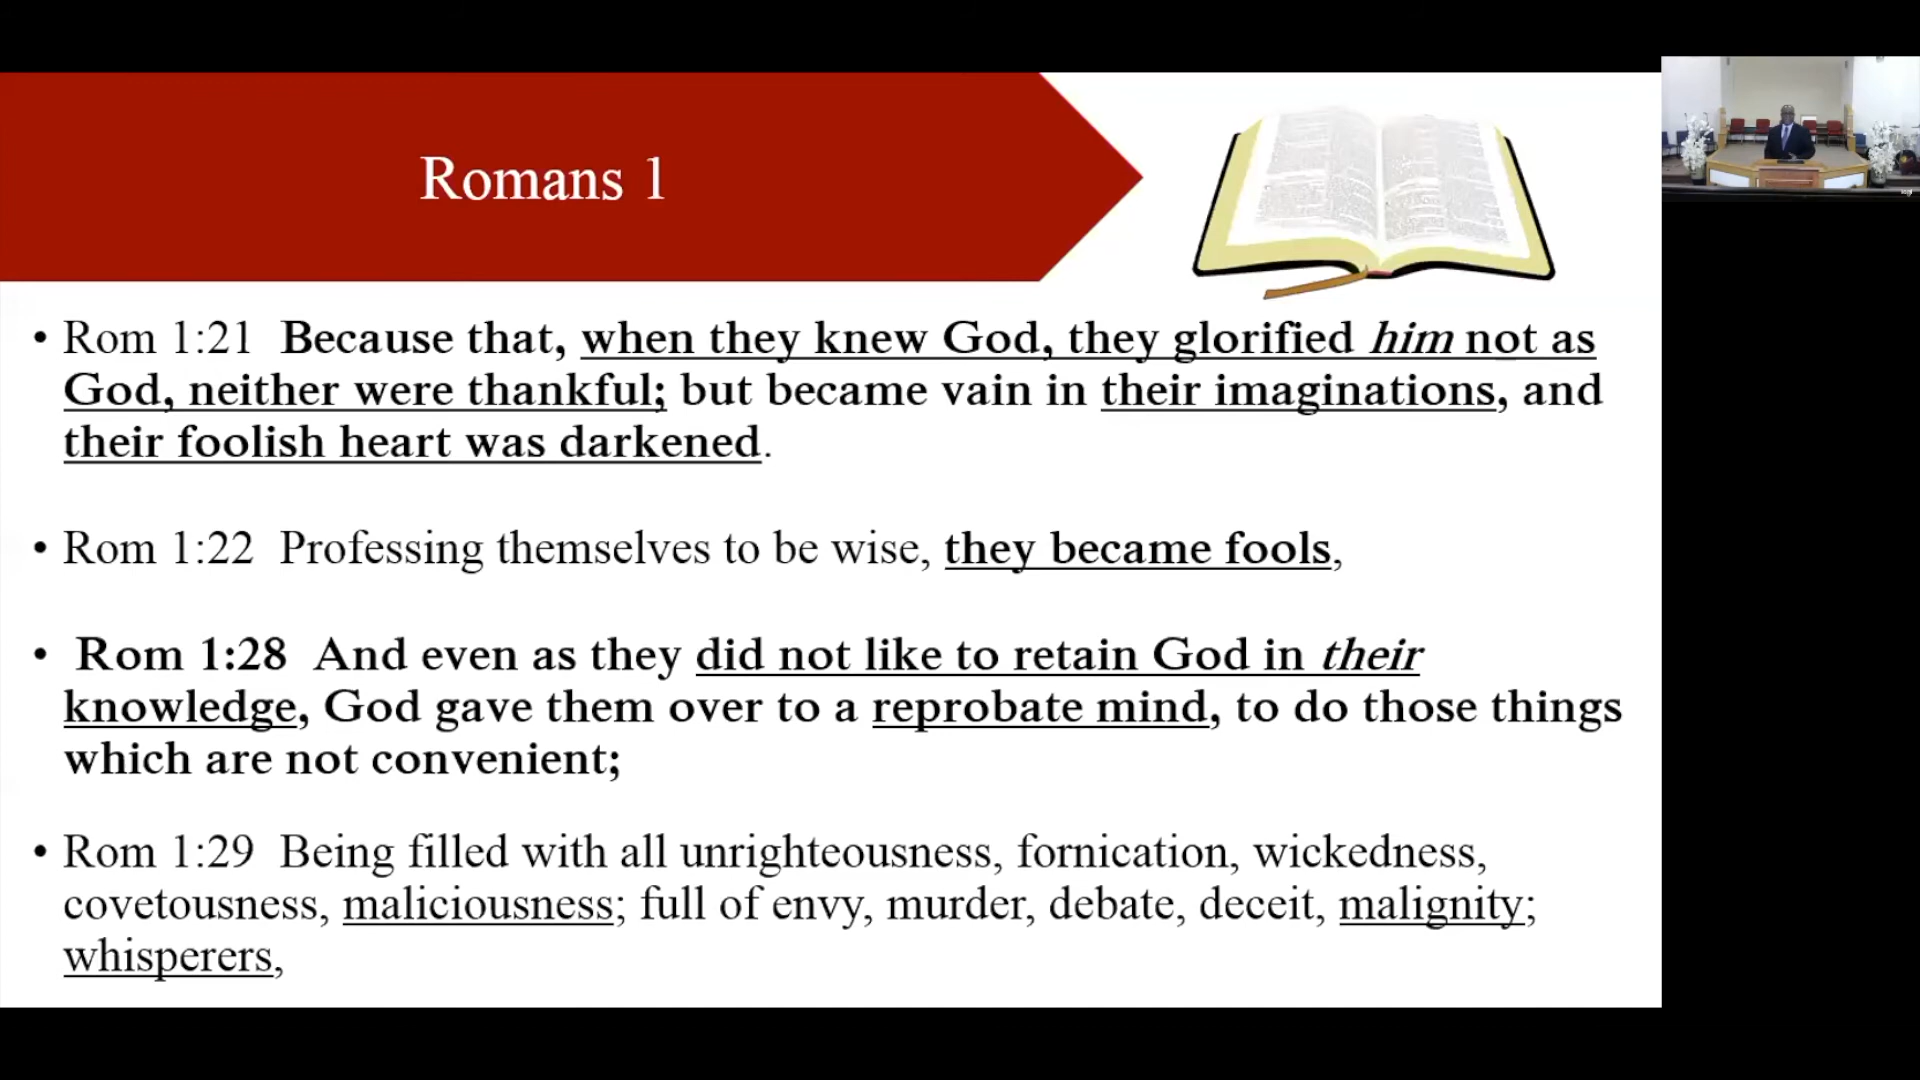 Romans 1
• Rom 1:21 Because that, when they knew God, they glorified him not as
God, neither were thankful; but became vain in their imaginations, and
their foolish heart was darkened.
• Rom 1:22 Professing themselves to be wise, they became fools,
• Rom 1:28 And even as they did not like to retain God in their
knowledge, God gave them over to a reprobate mind, to do those things
which are not convenient;
• Rom 1:29 Being filled with all unrighteousness, fornication, wickedness,
covetousness, maliciousness; full of envy, murder, debate, deceit, malignity;
whisperers,